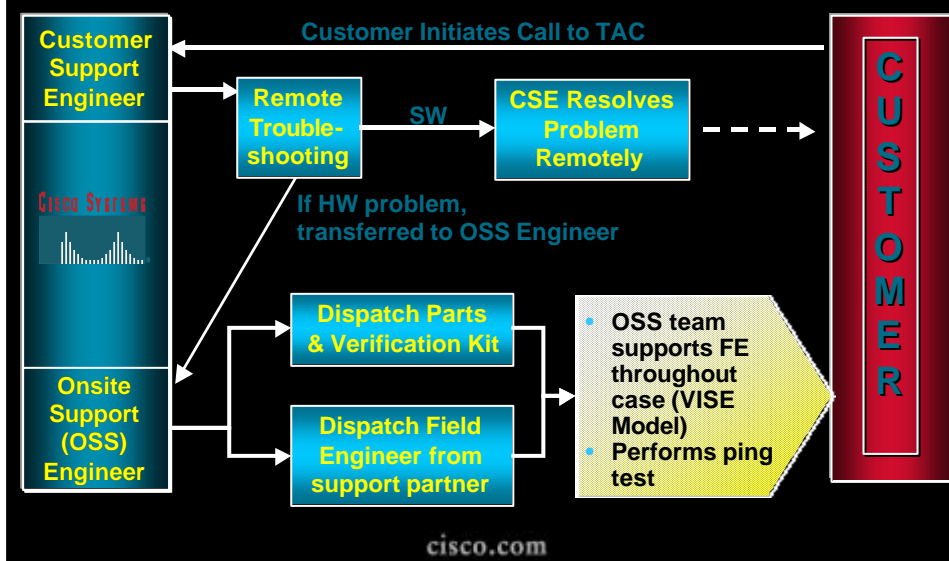 Customer Initiates Call to TAC
Customer
Support
Engineer
Remote
Trouble-
shooting
SW
CSE Resolves
Problem
Remotely
CUSTOMER
CISCO SYSTEMS
If HW problem,
transferred to OSS Engineer
Dispatch Parts
& Verification Kit
• OSS team
supports FE
throughout
case (VISE
Model)
• Performs ping
test
Onsite
Support
(OSS)
Engineer
Dispatch Field
Engineer from
support partner
cisco.com